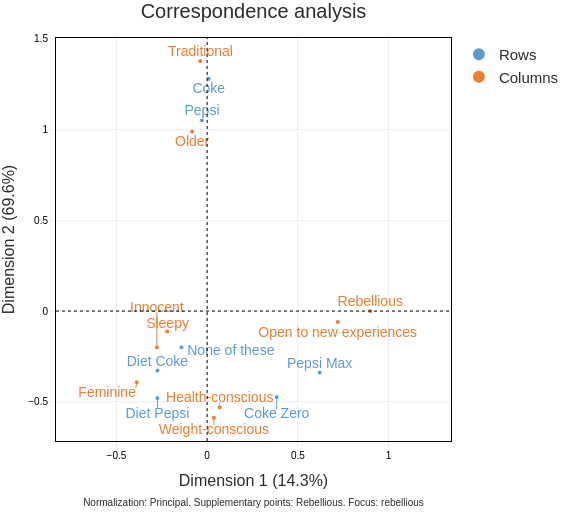 Correspondence analysis
Rows
Columns
1.5
1
0.5
0
−0.5
Dimension 2 (69.6%)
Traditional
Coke
Pepsi
Older
Rebellious
Innocent
Sleepy
Open to new experiences
None of these
Diet Coke
Pepsi Max
Feminine
Health-conscious
Diet Pepsi
Coke Zero
Weight-conscious
−0.5
0
0.5
1
Dimension 1 (14.3%)
Normalization: Principal. Supplementary points: Rebellious. Focus: rebellious